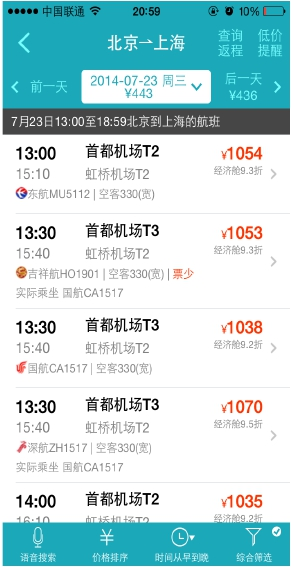 中国联通 20:59 10%
北京⇀上海
查询返程
低价提醒
前一天
2014-07-23 周三
¥443
后一天
¥436
7月23日13:00至18:59北京到上海的航班
13:00 首都机场T2 ¥1054
15:10 虹桥机场T2 经济舱9.3折
东航MU5112 | 空客330(宽)
13:30 首都机场T3 ¥1053
15:40 虹桥机场T2 经济舱9.2折
吉祥航HO1901 | 空客330(宽) | 票少
实际乘坐 国航CA1517
13:30 首都机场T3 ¥1038
15:40 虹桥机场T2 经济舱9.2折
国航CA1517 | 空客330(宽)
13:30 首都机场T3 ¥1070
15:40 虹桥机场T2 经济舱9.5折
深航ZH1517 | 空客330(宽)
实际乘坐 国航CA1517
14:00 首都机场T2 ¥1035
16:10 虹桥机场T2 经济舱9.2折
语音搜索 价格排序 时间从早到晚 综合筛选